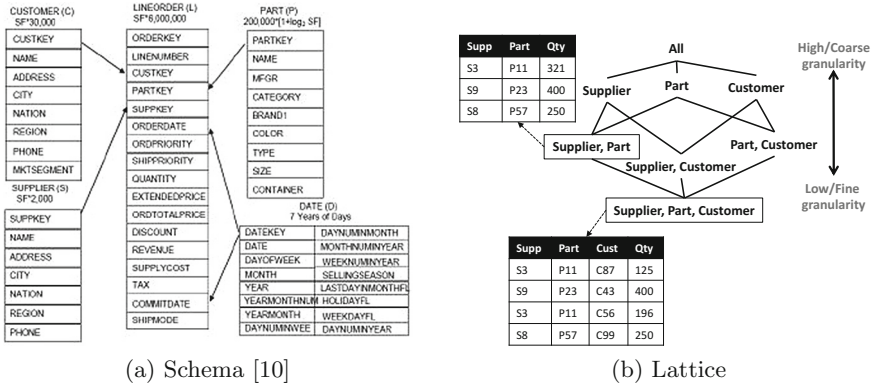 CUSTOMER (C)
SF*30,000
CUSTKEY
NAME
ADDRESS
CITY
NATION
REGION
PHONE
MKTSEGMENT
SUPPLIER (S)
SF*2,000
SUPPKEY
NAME
ADDRESS
CITY
NATION
REGION
PHONE
LINEORDER (L)
SF*6,000,000
ORDERKEY
LINENUMBER
CUSTKEY
PARTKEY
SUPPKEY
ORDERDATE
ORDPRIORITY
SHIPPRIORITY
QUANTITY
EXTENDEDPRICE
ORDTOTALPRICE
DISCOUNT
REVENUE
SUPPLYCOST
TAX
COMMITDATE
SHIPMODE
PART (P)
200,000*[1+log₂ SF]
PARTKEY
NAME
MFGR
CATEGORY
BRAND1
COLOR
TYPE
SIZE
CONTAINER
DATE (D)
7 Years of Days
DATEKEY DAYNUMINMONTH
DATE MONTHNUMINYEAR
DAYOFWEEK WEEKNUMINYEAR
MONTH SELLINGSEASON
YEAR LASTDAYINMONTHFL
YEARMONTHNUM HOLIDAYFL
YEARMONTH WEEKDAYFL
DAYNUMINWEE DAYNUMINYEAR
(a) Schema [10]
Supp Part Qty
S3 P11 321
S9 P23 400
S8 P57 250
All
Supplier Part Customer
Supplier, Part
Supplier, Customer
Part, Customer
Supplier, Part, Customer
High/Coarse
granularity
Low/Fine
granularity
Supp Part Cust Qty
S3 P11 C87 125
S9 P23 C43 400
S3 P11 C56 196
S8 P57 C99 250
(b) Lattice